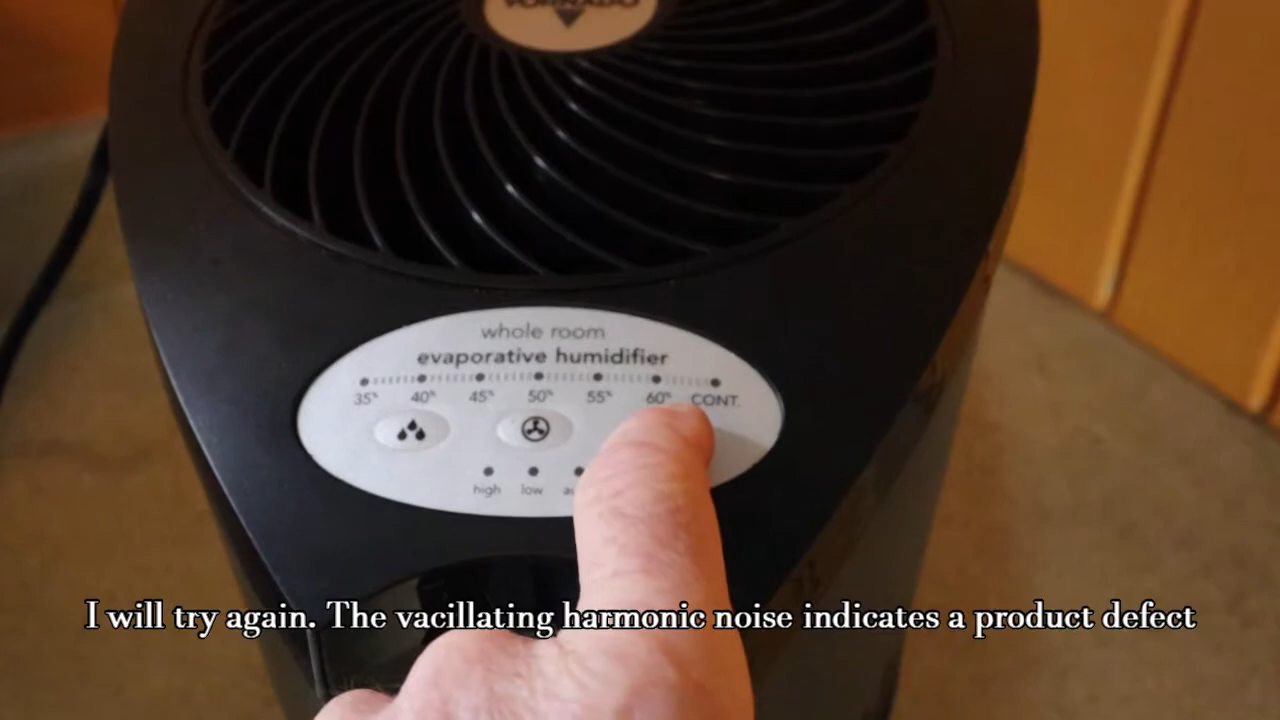 VORNADO
whole room
evaporative humidifier
35% 40% 45% 50% 55% 60% CONT.
high low
I will try again. The vacillating harmonic noise indicates a product defect